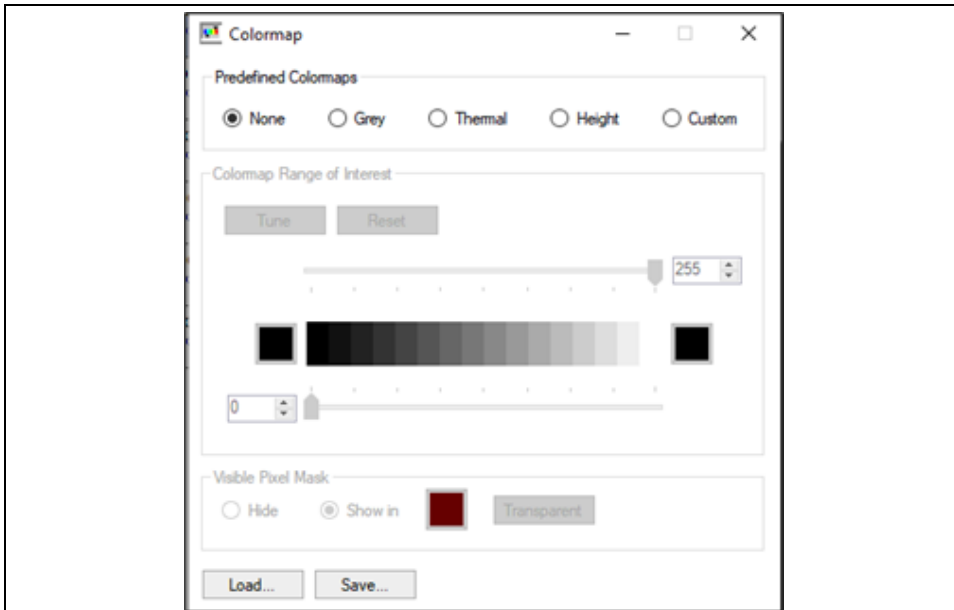 Colormap
Predefined Colormaps
None Grey Thermal Height Custom
Colormap Range of Interest
Tune Reset
255
0
Visible Pixel Mask
Hide Show in Transparent
Load... Save...